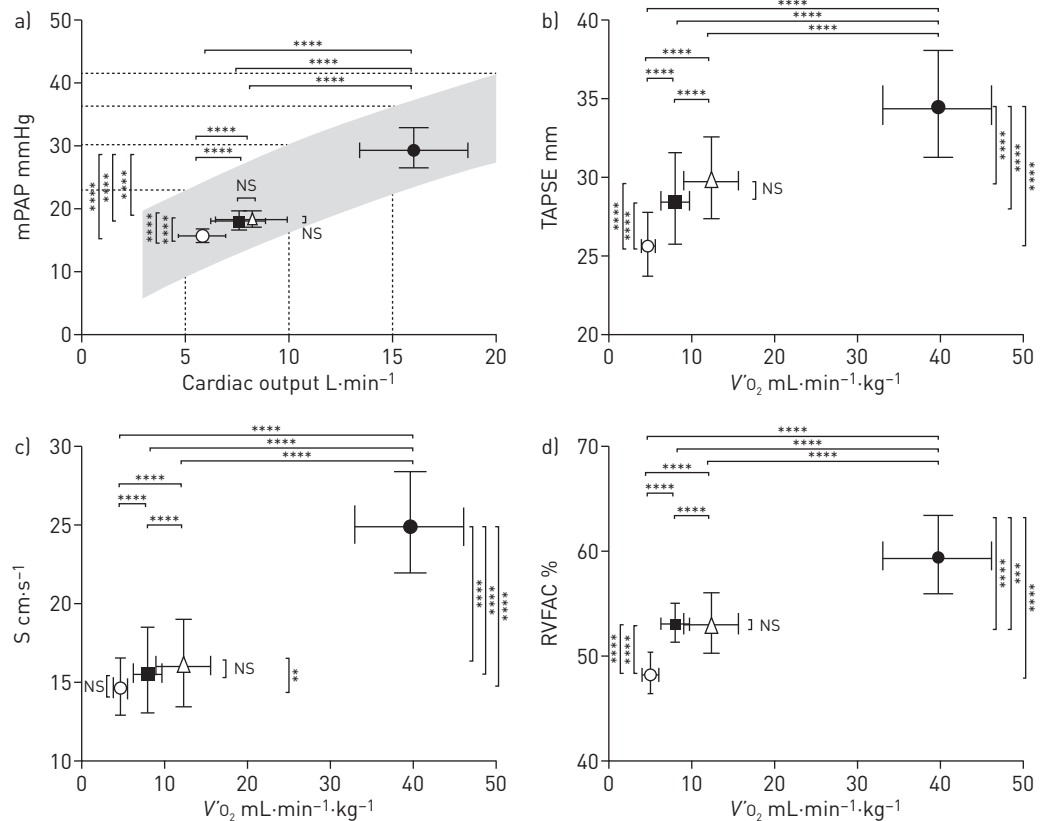 a)
50
40
30
20
10
0
mPAP mmHg
0 5 10 15 20
Cardiac output L·min⁻¹
****
****
****
****
****
NS
NS
****
****
****
****
****
b)
40
35
30
25
20
TAPSE mm
0 10 20 30 40 50
V'O₂ mL·min⁻¹·kg⁻¹
****
****
****
****
****
****
NS
****
****
****
****
****
c)
30
25
20
15
10
S cm·s⁻¹
0 10 20 30 40 50
V'O₂ mL·min⁻¹·kg⁻¹
****
****
****
****
****
****
NS
NS
**
****
****
****
d)
70
60
50
40
RVFAC %
0 10 20 30 40 50
V'O₂ mL·min⁻¹·kg⁻¹
****
****
****
****
****
****
NS
****
****
****
***
****